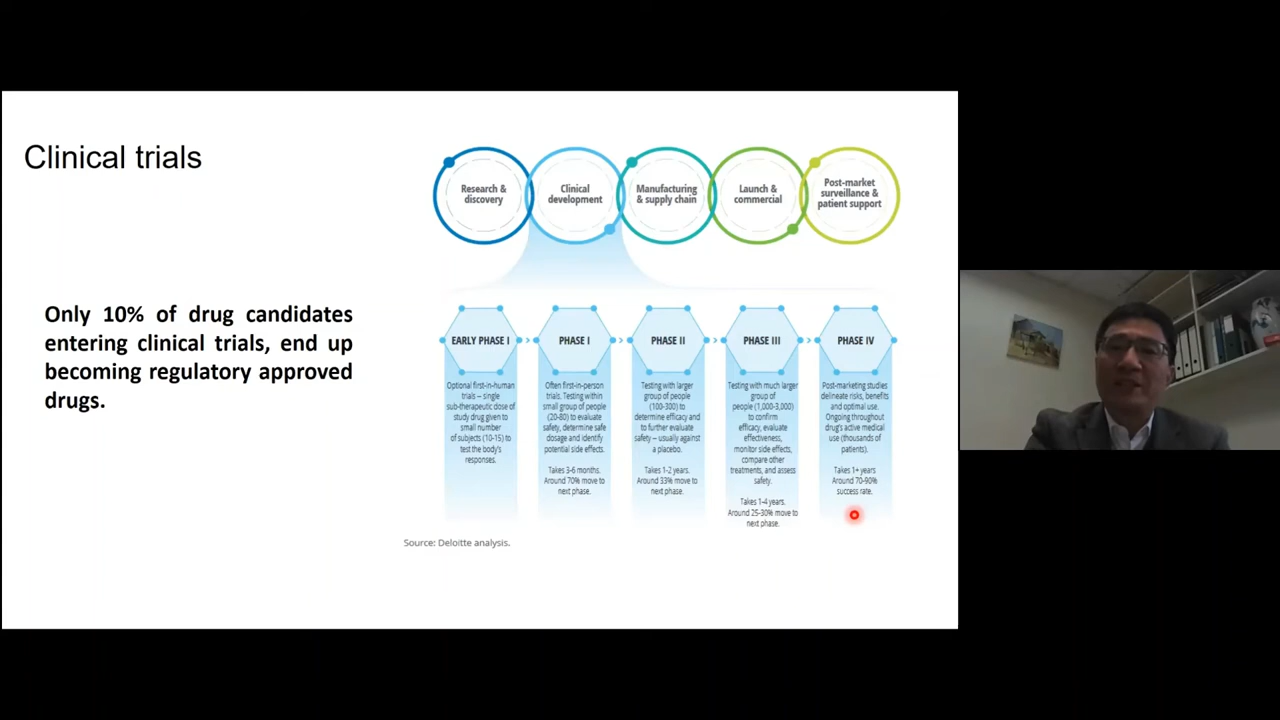 Clinical trials
Research &
discovery
Clinical
development
Manufacturing
& supply chain
Launch &
commercial
Post-market
surveillance &
patient support
Only 10% of drug candidates
entering clinical trials, end up
becoming regulatory approved
drugs.
EARLY PHASE I
Optional first-in-human
trials – single
sub-therapeutic dose of
study drug given to
small number
of subjects (10-15) to
test the body's
responses.
PHASE I
Often first-in-person
trials. Testing within
small group of people
(20-80) to evaluate
safety, determine safe
dosage and identify
potential side effects.
Takes 3-6 months.
Around 70% move to
next phase.
PHASE II
Testing with larger
group of people
(100-300) to
determine efficacy and
to further evaluate
safety – usually against
a placebo.
Takes 1-2 years.
Around 33% move to
next phase.
PHASE III
Testing with much larger
group of
people (1,000-3,000)
to confirm
efficacy, evaluate
effectiveness,
monitor side effects,
compare other
treatments, and assess
safety.
Takes 1-4 years.
Around 25-30% move to
next phase.
PHASE IV
Post-marketing studies
delineate risks, benefits
and optimal use.
Ongoing throughout
drug's active medical
use (thousands of
patients).
Takes 1+ years
Around 70-90%
success rate.
Source: Deloitte analysis.